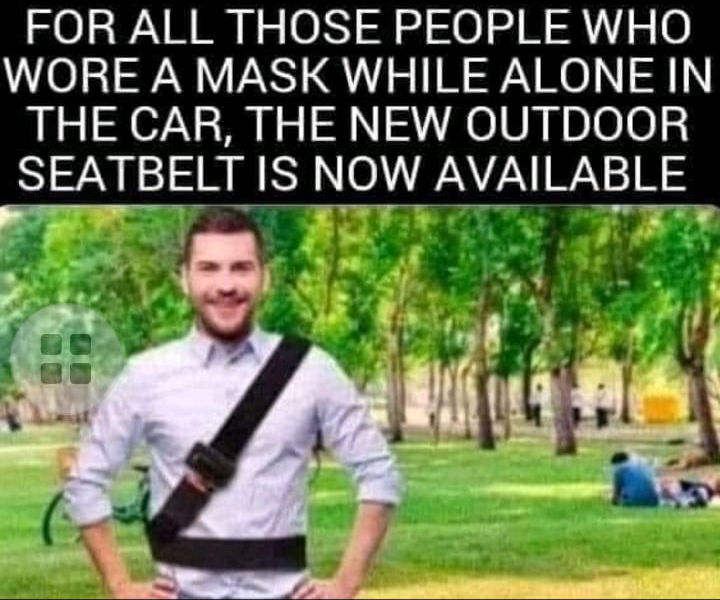 FOR ALL THOSE PEOPLE WHO
WORE A MASK WHILE ALONE IN
THE CAR, THE NEW OUTDOOR
SEATBELT IS NOW AVAILABLE